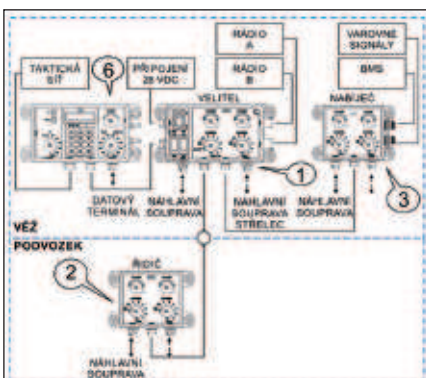 RÁDIO
A
VAROVNÉ
SIGNÁLY
TAKTICKÁ
SÍŤ
6
PŘIPOJENÍ
28 VDC
RÁDIO
B
BMS
VELITEL
NABÍJEČ
DATOVÝ
TERMINÁL
NÁHLAVNÍ
SOUPRAVA
NÁHLAVNÍ
SOUPRAVA
STŘELEC
NÁHLAVNÍ
SOUPRAVA
1
3
VĚŽ
PODVOZEK
2
ŘIDIČ
NÁHLAVNÍ
SOUPRAVA